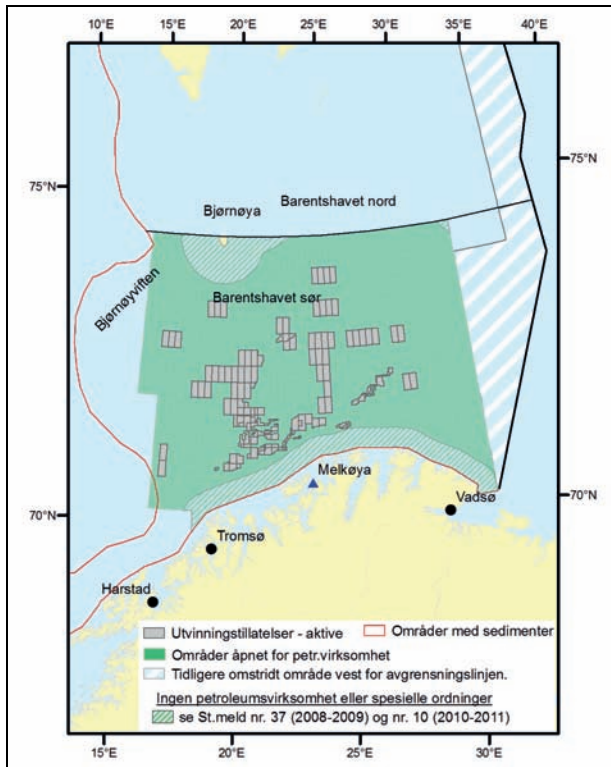 10°E 15°E 20°E 25°E 30°E 35°E 40°E
75°N
75°N
Bjørnøya
Barentshavet nord
Bjørnøyviften
Barentshavet sør
Melkøya
Vadsø
70°N
70°N
Tromsø
Harstad
Utvinningstillatelser - aktive
Områder med sedimenter
Områder åpnet for petr.virksomhet
Tidligere omstridt område vest for avgrensningslinjen.
Ingen petroleumsvirksomhet eller spesielle ordninger
se St.meld nr. 37 (2008-2009) og nr. 10 (2010-2011)
15°E 20°E 25°E 30°E